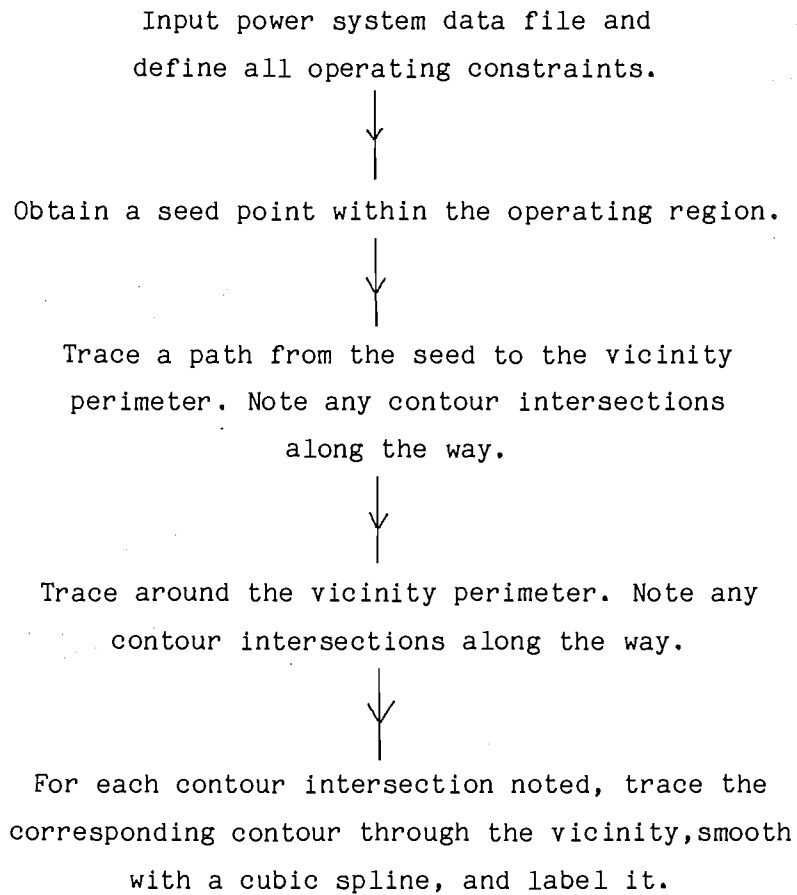 Input power system data file and
define all operating constraints.
Obtain a seed point within the operating region.
Trace a path from the seed to the vicinity
perimeter. Note any contour intersections
along the way.
Trace around the vicinity perimeter. Note any
contour intersections along the way.
For each contour intersection noted, trace the
corresponding contour through the vicinity,smooth
with a cubic spline, and label it.